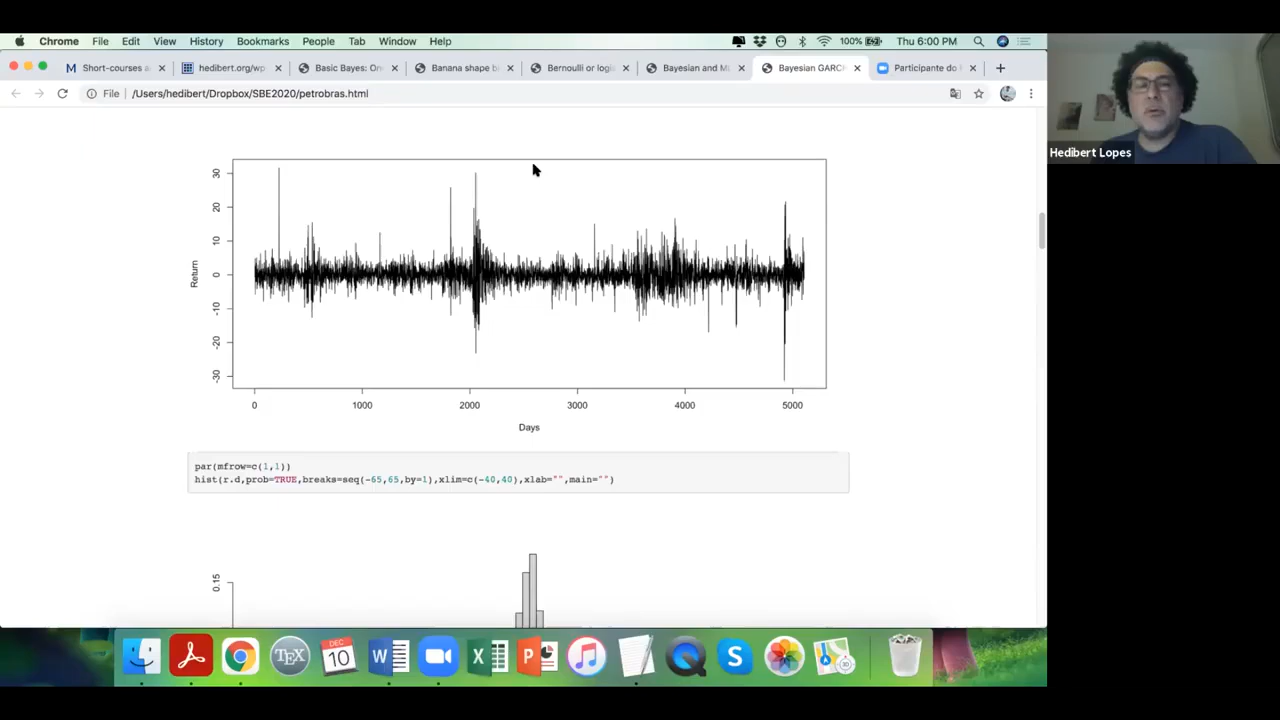 Chrome File Edit View History Bookmarks People Tab Window Help 100% Thu 6:00 PM
Short-courses a hedibert.org/wp Basic Bayes: On Banana shape b Bernoulli or logi Bayesian and M Bayesian GARCH Participante do
File /Users/hedibert/Dropbox/SBE2020/petrobras.html
Hedibert Lopes
30
20
10
0
-10
-20
-30
Return
0 1000 2000 3000 4000 5000
Days
par(mfrow=c(1,1))
hist(r.d,prob=TRUE,breaks=seq(-65,65,by=1),xlim=c(-40,40),xlab="",main="")
0.15
TEX
DEC
10
W
X
P
S